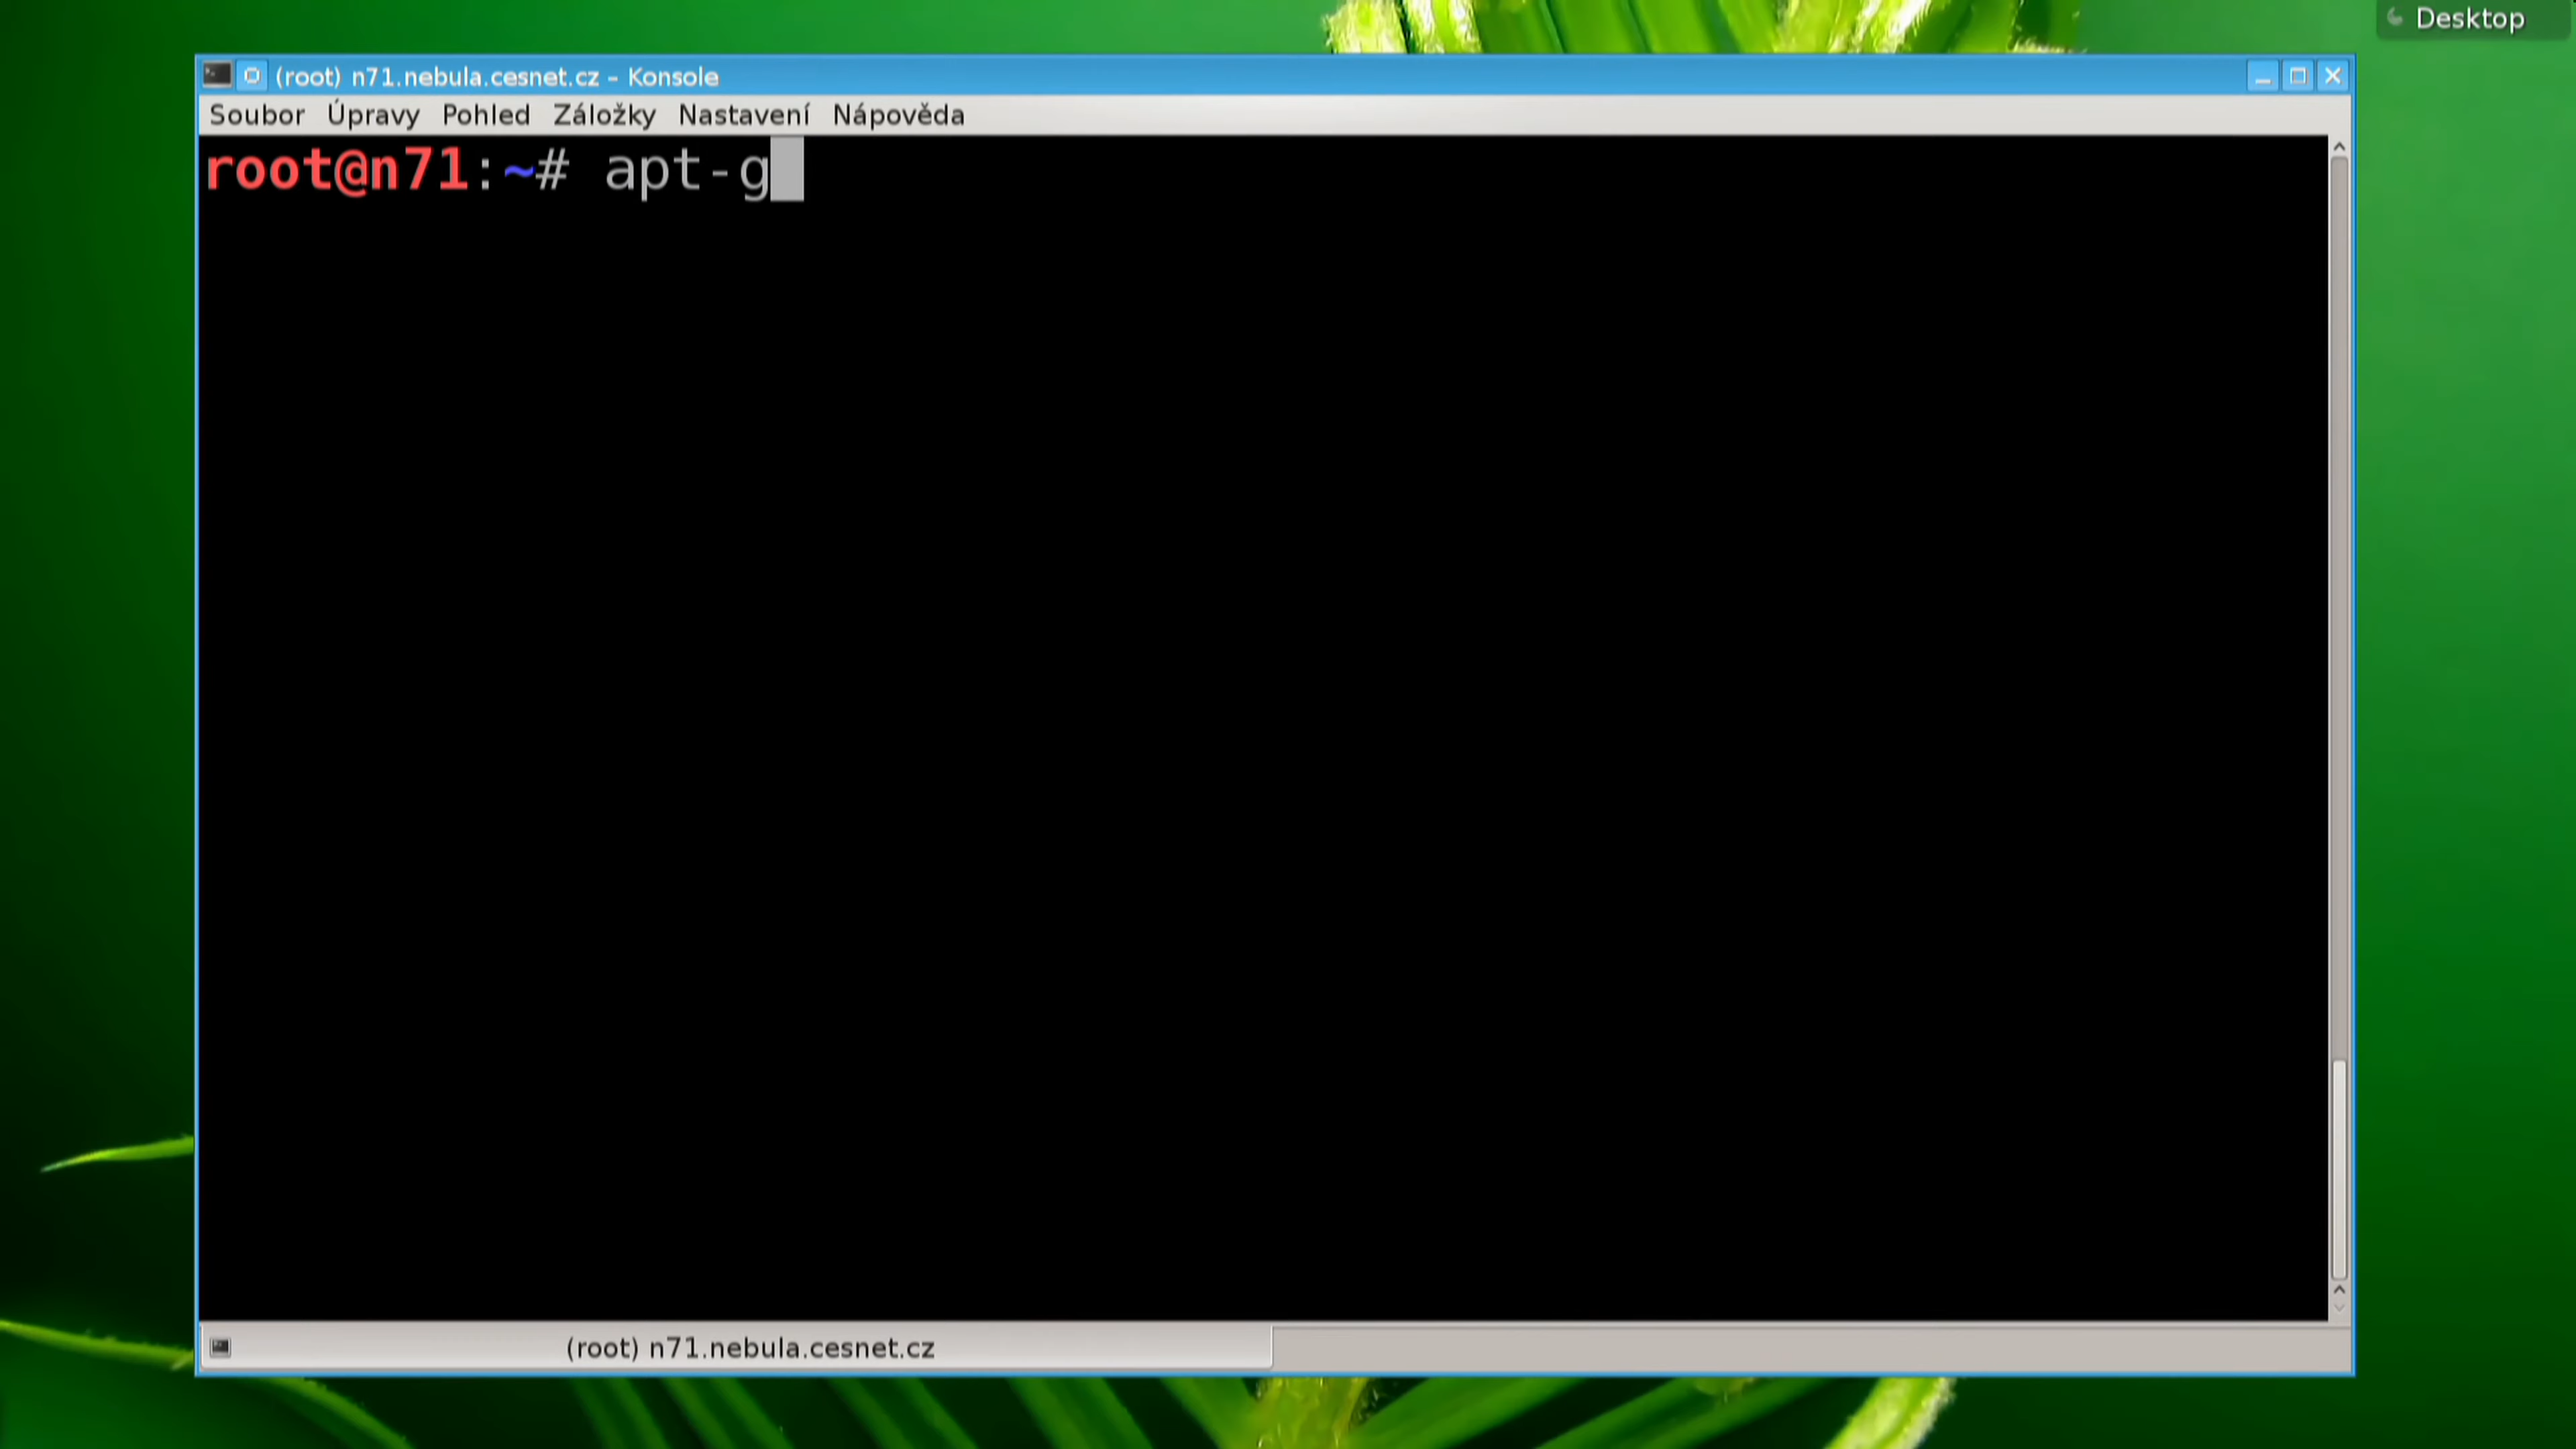 Desktop
(root) n71.nebula.cesnet.cz – Konsole
Soubor Úpravy Pohled Záložky Nastavení Nápověda
root@n71:~# apt-g
(root) n71.nebula.cesnet.cz